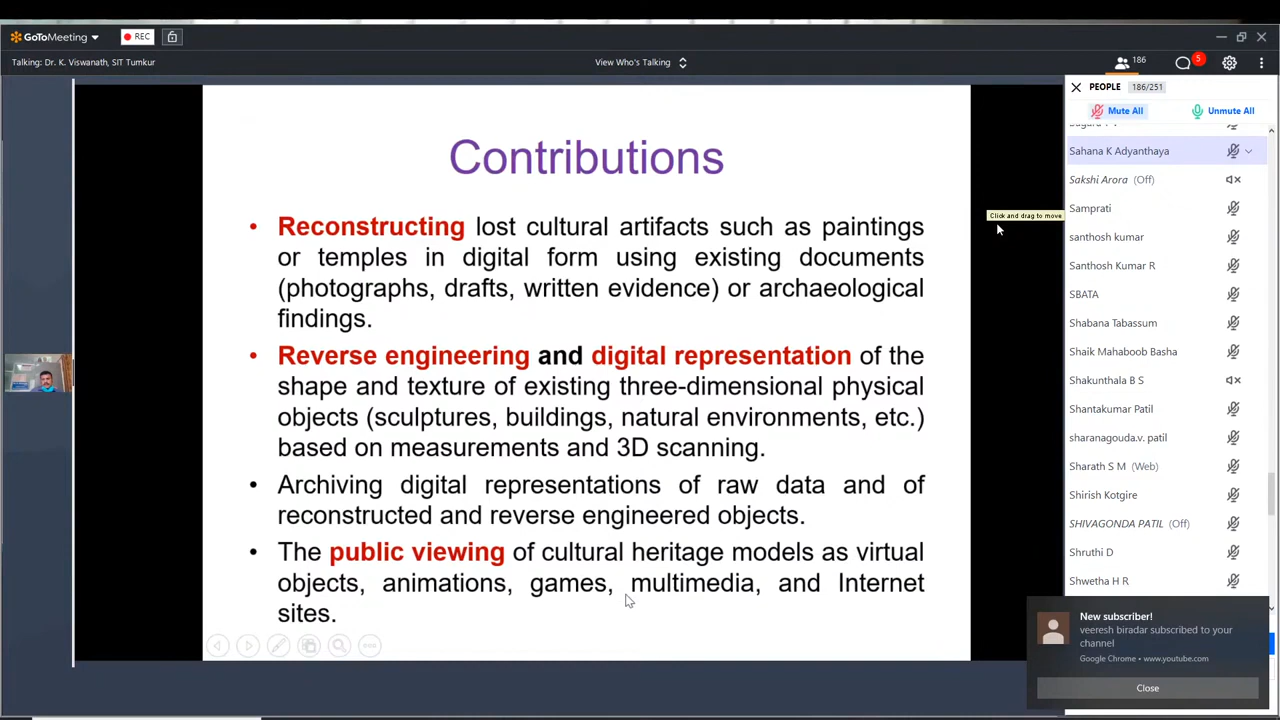 GoToMeeting
REC
Talking: Dr. K. Viswanath, SIT Tumkur
View Who's Talking
186
5
Contributions
• Reconstructing lost cultural artifacts such as paintings
or temples in digital form using existing documents
(photographs, drafts, written evidence) or archaeological
findings.
• Reverse engineering and digital representation of the
shape and texture of existing three-dimensional physical
objects (sculptures, buildings, natural environments, etc.)
based on measurements and 3D scanning.
• Archiving digital representations of raw data and of
reconstructed and reverse engineered objects.
• The public viewing of cultural heritage models as virtual
objects, animations, games, multimedia, and Internet
sites.
Click and drag to move
PEOPLE 186/251
Mute All
Unmute All
Sahana K Adyanthaya
Sakshi Arora (Off)
Samprati
santhosh kumar
Santhosh Kumar R
SBATA
Shabana Tabassum
Shaik Mahaboob Basha
Shakunthala B S
Shantakumar Patil
sharanagouda.v. patil
Sharath S M (Web)
Shirish Kotgire
SHIVAGONDA PATIL (Off)
Shruthi D
Shwetha H R
New subscriber!
veeresh biradar subscribed to your
channel
Google Chrome • www.youtube.com
Close